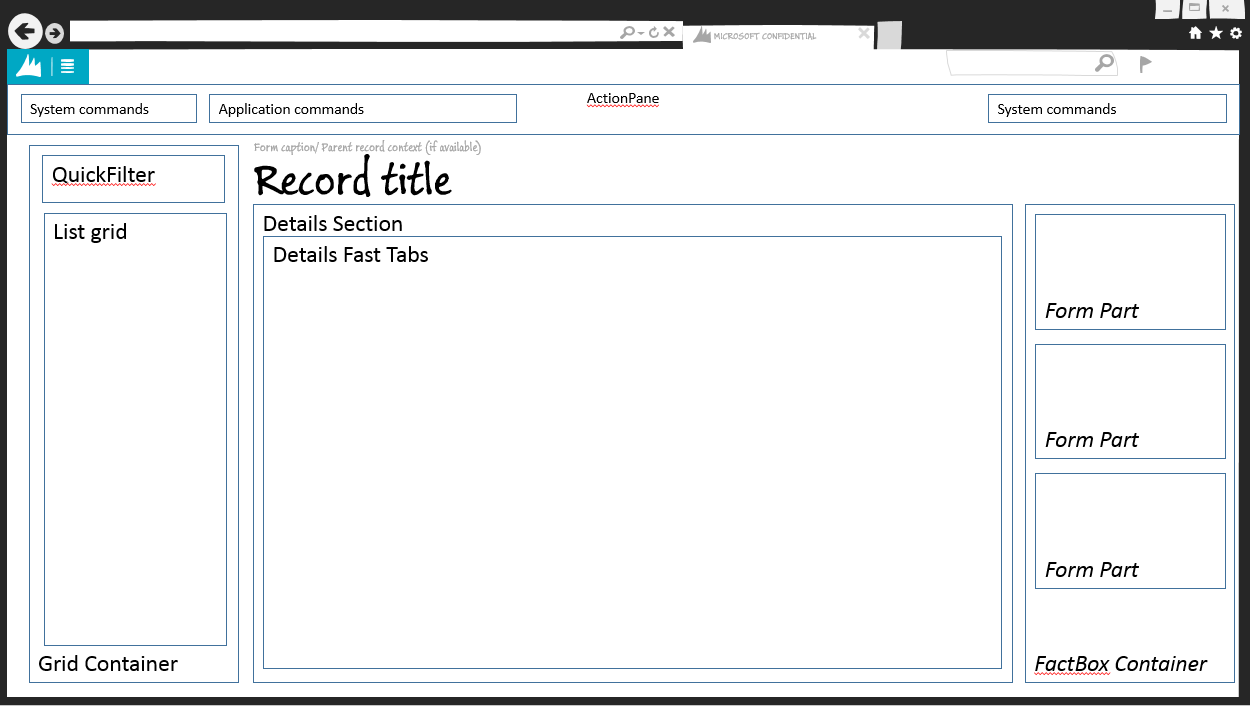 MICROSOFT CONFIDENTIAL
System commands
Application commands
ActionPane
System commands
Form caption/ Parent record context (if available)
Record title
QuickFilter
List grid
Grid Container
Details Section
Details Fast Tabs
Form Part
Form Part
Form Part
FactBox Container